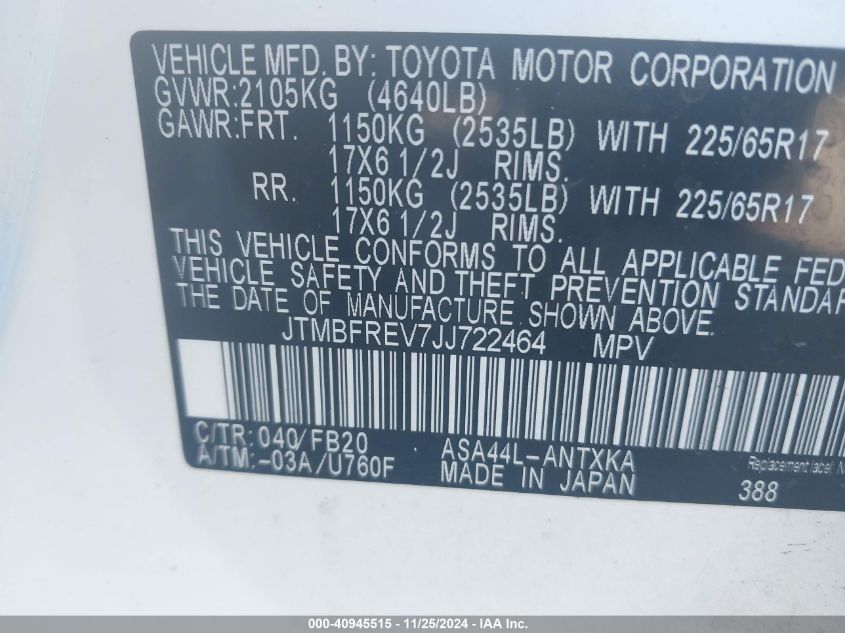 VEHICLE MFD. BY: TOYOTA MOTOR CORPORATION
GVWR:2105KG (4640LB)
GAWR:FRT. 1150KG (2535LB) WITH 225/65R17
17X6 1/2J RIMS.
RR. 1150KG (2535LB) WITH 225/65R17
17X6 1/2J RIMS.
THIS VEHICLE CONFORMS TO ALL APPLICABLE FED
VEHICLE SAFETY AND THEFT PREVENTION STANDAR
THE DATE OF MANUFACTURE SHOWN ABOVE.
JTMBFREV7JJ722464 MPV
C/TR: 040/FB20 ASA44L-ANTXKA Replacement label: N
A/TM:-03A/U760F MADE IN JAPAN 388
000-40945515 - 11/25/2024 - IAA Inc.